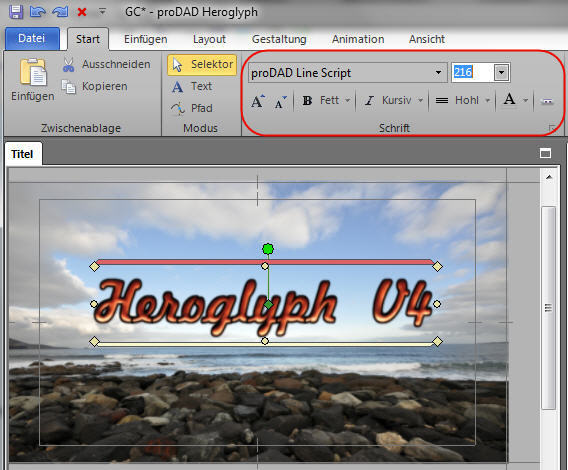 GC* - proDAD Heroglyph
Datei Start Einfügen Layout Gestaltung Animation Ansicht
Einfügen
Ausschneiden
Kopieren
Zwischenablage
Selektor
Text
Pfad
Modus
proDAD Line Script 216
A A B Fett I Kursiv Hohl A
Schrift
Titel
Heroglyph V4